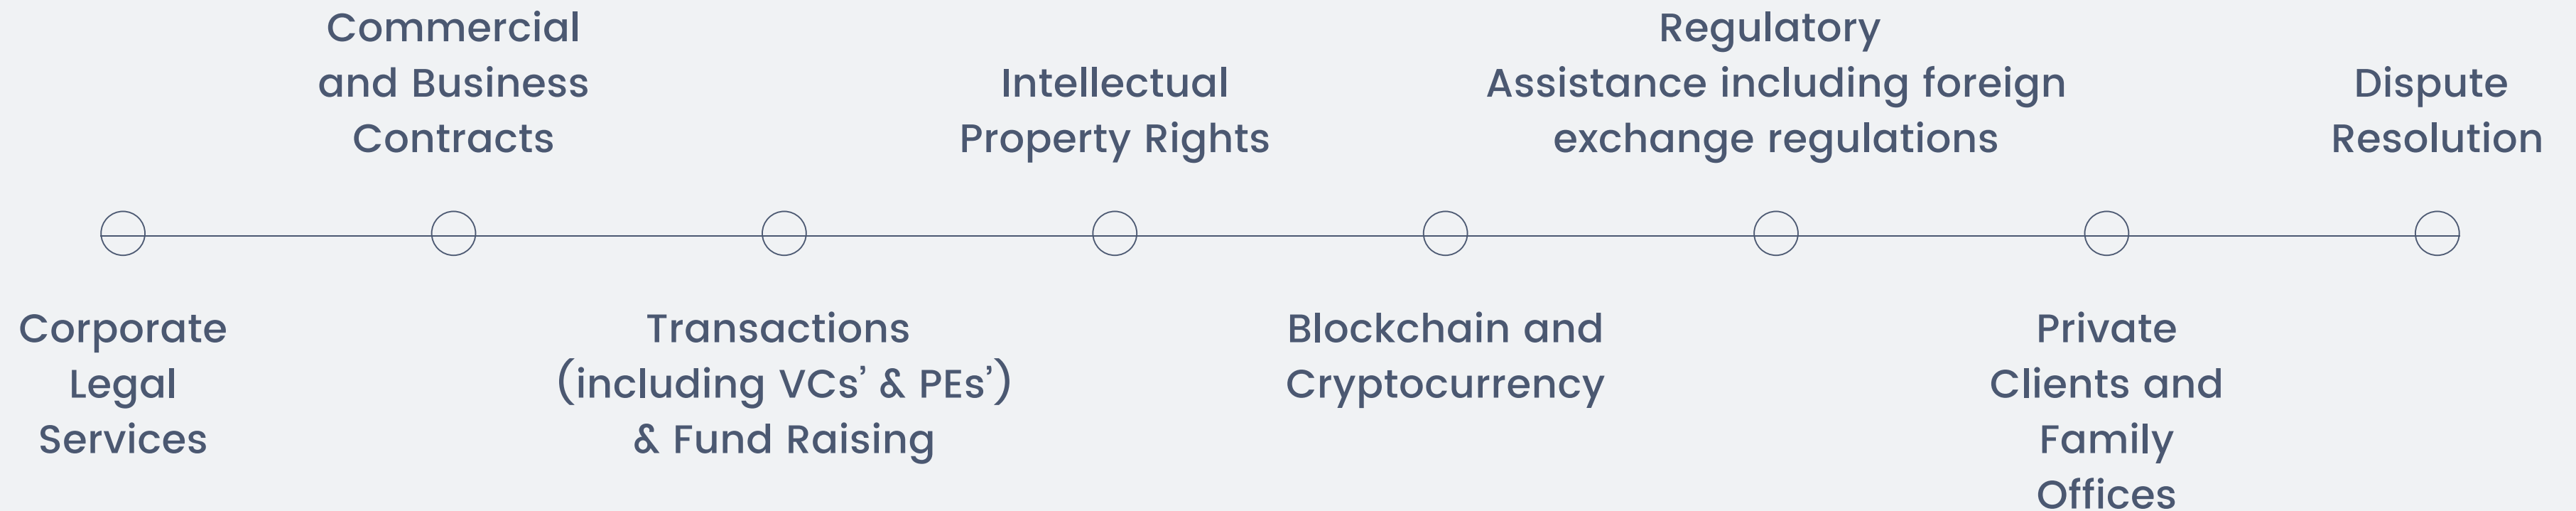 Commercial
and Business
Contracts
Intellectual
Property Rights
Regulatory
Assistance including foreign
exchange regulations
Dispute
Resolution
Corporate
Legal
Services
Transactions
(including VCs’ & PEs’)
& Fund Raising
Blockchain and
Cryptocurrency
Private
Clients and
Family
Offices